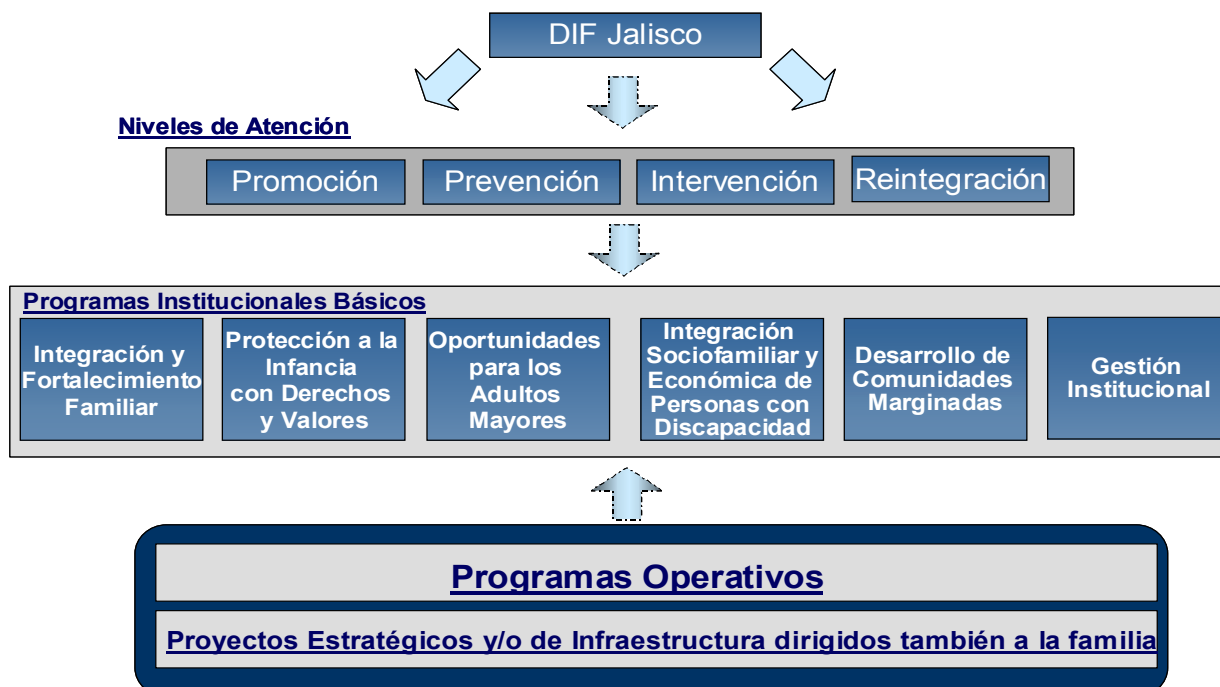 DIF Jalisco
Niveles de Atención
Promoción
Prevención
Intervención
Reintegración
Programas Institucionales Básicos
Integración y
Fortalecimiento
Familiar
Protección a la
Infancia
con Derechos
y Valores
Oportunidades
para los
Adultos
Mayores
Integración
Sociofamiliar y
Económica de
Personas con
Discapacidad
Desarrollo de
Comunidades
Marginadas
Gestión
Institucional
Programas Operativos
Proyectos Estratégicos y/o de Infraestructura dirigidos también a la familia